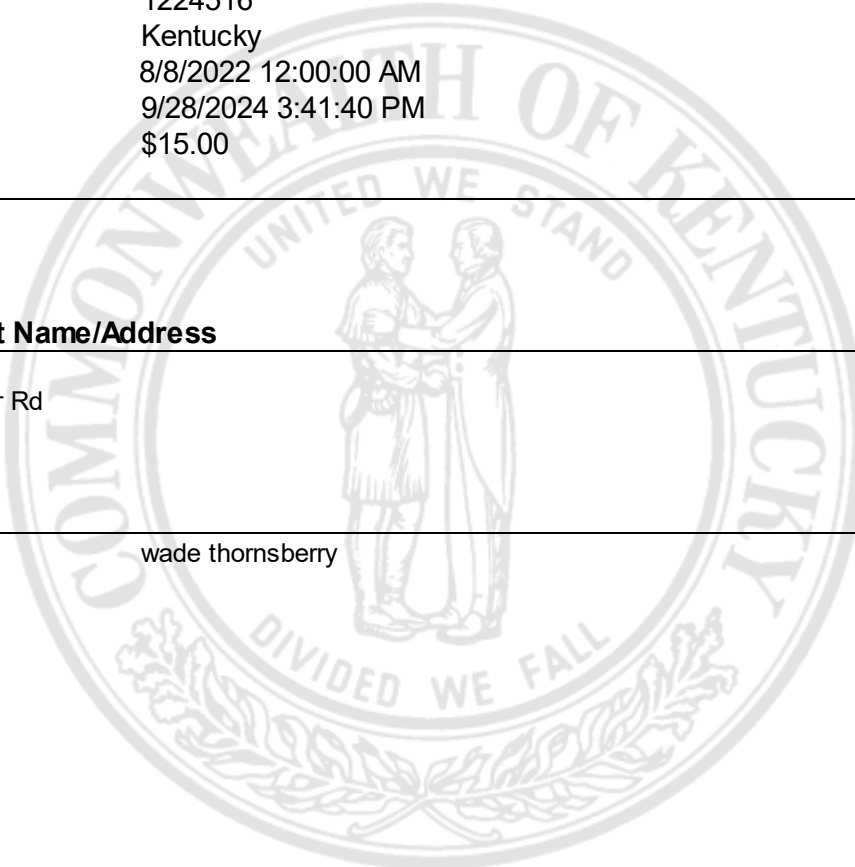 1224516
Kentucky
8/8/2022 12:00:00 AM
9/28/2024 3:41:40 PM
$15.00
COMMONWEALTH OF KENTUCKY
UNITED WE STAND
t Name/Address
r Rd
wade thornsberry
DIVIDED WE FALL